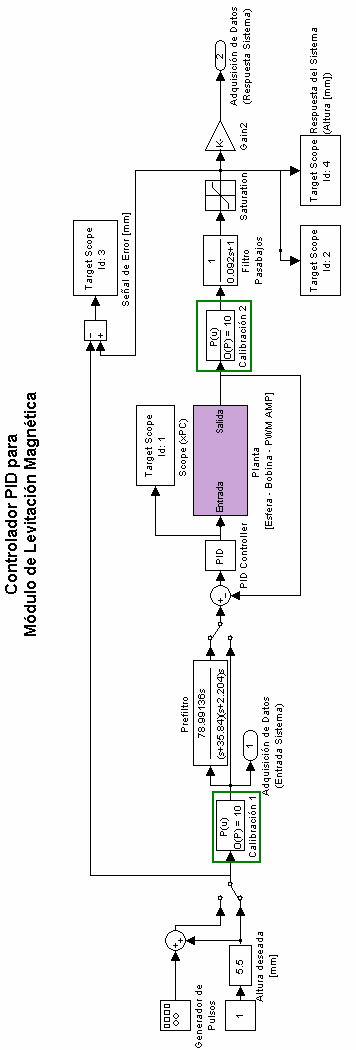 Controlador PID para
Módulo de Levitación Magnética
Generador de
Pulsos
1
5.5
Altura deseada
[mm]
+
+
P(u)
O(P) = 10
Calibración 1
1
Adquisición de Datos
(Entrada Sistema)
Prefiltro
78.99136s
(s+35.84)(s+2.204)s
+
−
PID
PID Controller
Target Scope
Id: 1
Scope (xPC)
Entrada
Salida
Planta
[Esfera - Bobina - PWM AMP]
P(u)
O(P) = 10
Calibración 2
−
+
Target Scope
Id: 3
Señal de Error [mm]
1
0.092s+1
Filtro
Pasabajos
Saturation
K-
Gain2
2
Adquisición de Datos
(Respuesta Sistema)
Target Scope
Id: 2
Target Scope
Id: 4
Respuesta del Sistema
(Altura [mm])